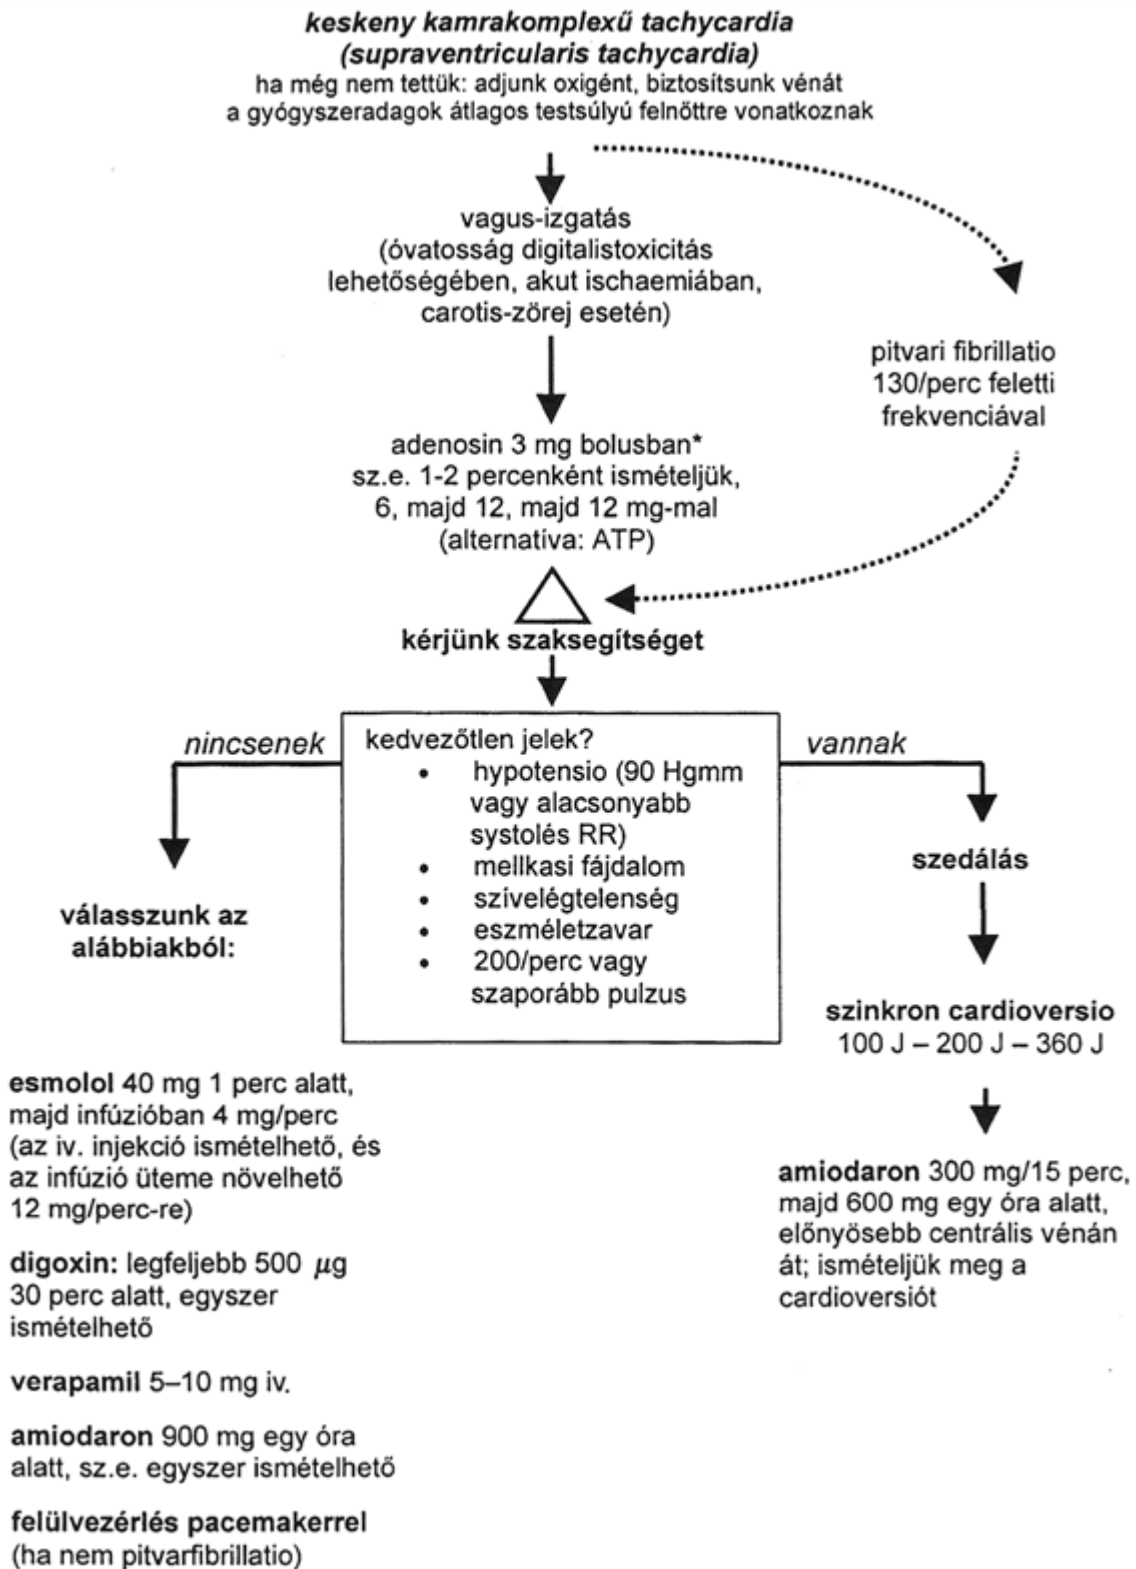 keskeny kamrakomplexű tachycardia
(supraventricularis tachycardia)
ha még nem tettük: adjunk oxigént, biztosítsunk vénát
a gyógyszeradagok átlagos testsúlyú felnőttre vonatkoznak
vagus-izgatás
(óvatosság digitalistoxicitás
lehetőségében, akut ischaemiában,
carotis-zörej esetén)
pitvari fibrillatio
130/perc feletti
frekvenciával
adenosin 3 mg bolusban*
sz.e. 1-2 percenként ismételjük,
6, majd 12, majd 12 mg-mal
(alternatíva: ATP)
kérjünk szaksegítséget
nincsenek
kedvezőtlen jelek?
• hypotensio (90 Hgmm
vagy alacsonyabb
systolés RR)
• mellkasi fájdalom
• szívelégtelenség
• eszméletzavar
• 200/perc vagy
szaporább pulzus
vannak
válasszunk az
alábbiakból:
szedálás
szinkron cardioversio
100 J – 200 J – 360 J
esmolol 40 mg 1 perc alatt,
majd infúzióban 4 mg/perc
(az iv. injekció ismételhető, és
az infúzió üteme növelhető
12 mg/perc-re)
digoxin: legfeljebb 500 μg
30 perc alatt, egyszer
ismételhető
verapamil 5–10 mg iv.
amiodaron 900 mg egy óra
alatt, sz.e. egyszer ismételhető
felülvezérlés pacemakerrel
(ha nem pitvarfibrillatio)
amiodaron 300 mg/15 perc,
majd 600 mg egy óra alatt,
előnyösebb centrális vénán
át; ismételjük meg a
cardioversiót